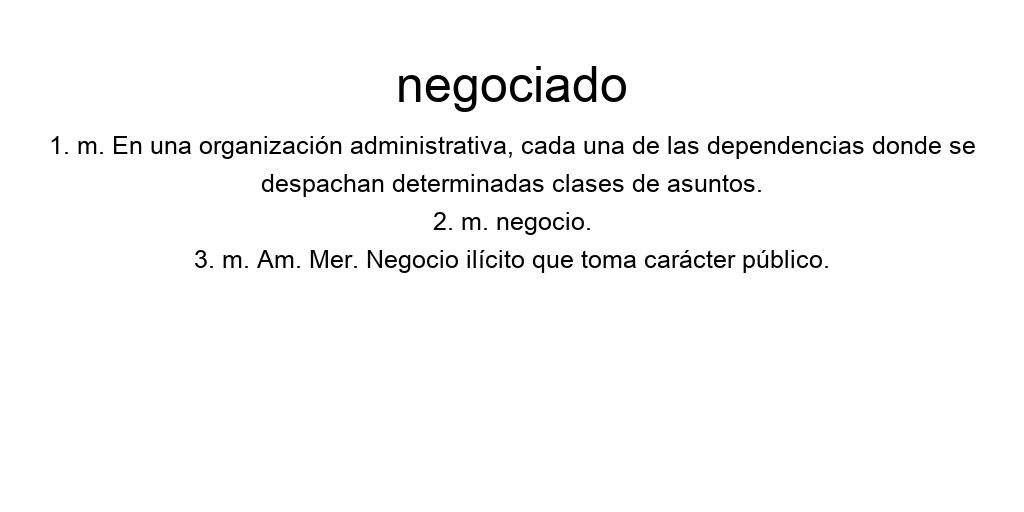 negociado
1. m. En una organización administrativa, cada una de las dependencias donde se
despachan determinadas clases de asuntos.
2. m. negocio.
3. m. Am. Mer. Negocio ilícito que toma carácter público.